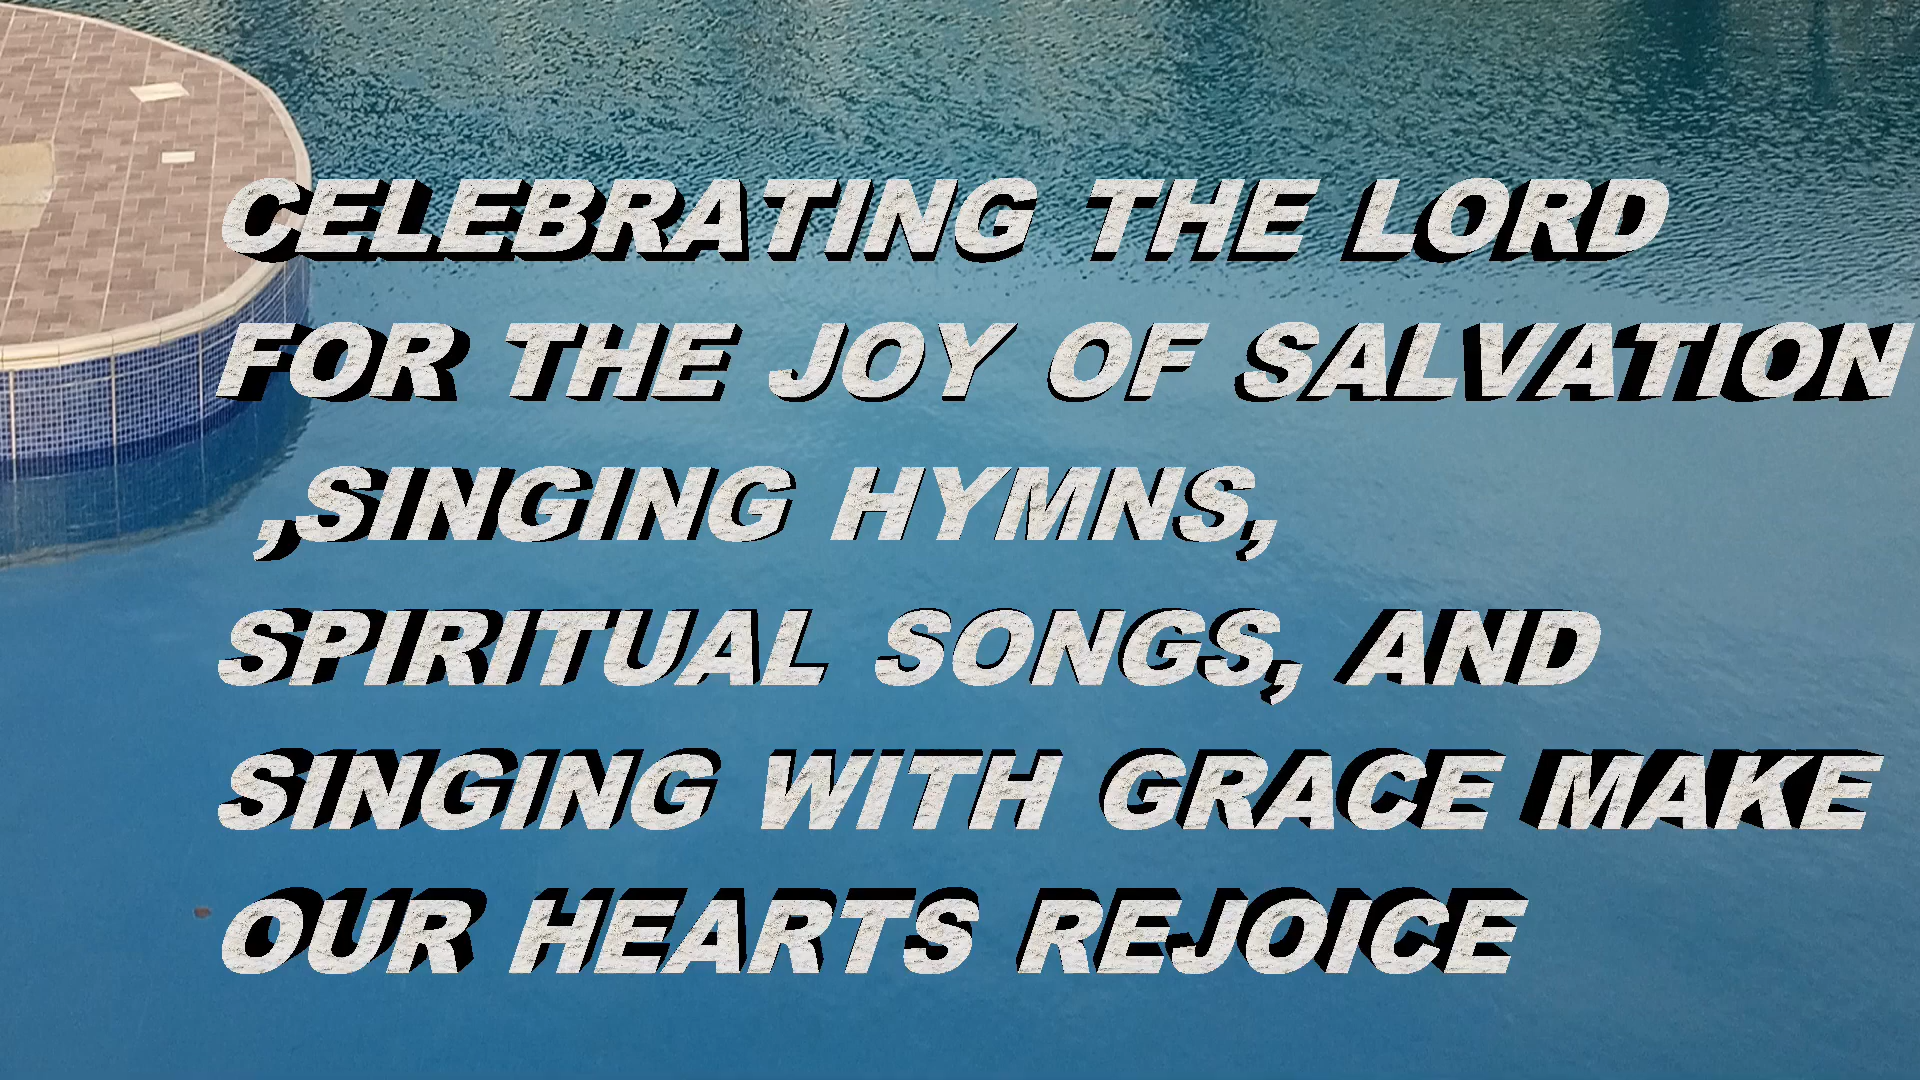 CELEBRATING THE LORD
FOR THE JOY OF SALVATION
,SINGING HYMNS,
SPIRITUAL SONGS, AND
SINGING WITH GRACE MAKE
OUR HEARTS REJOICE